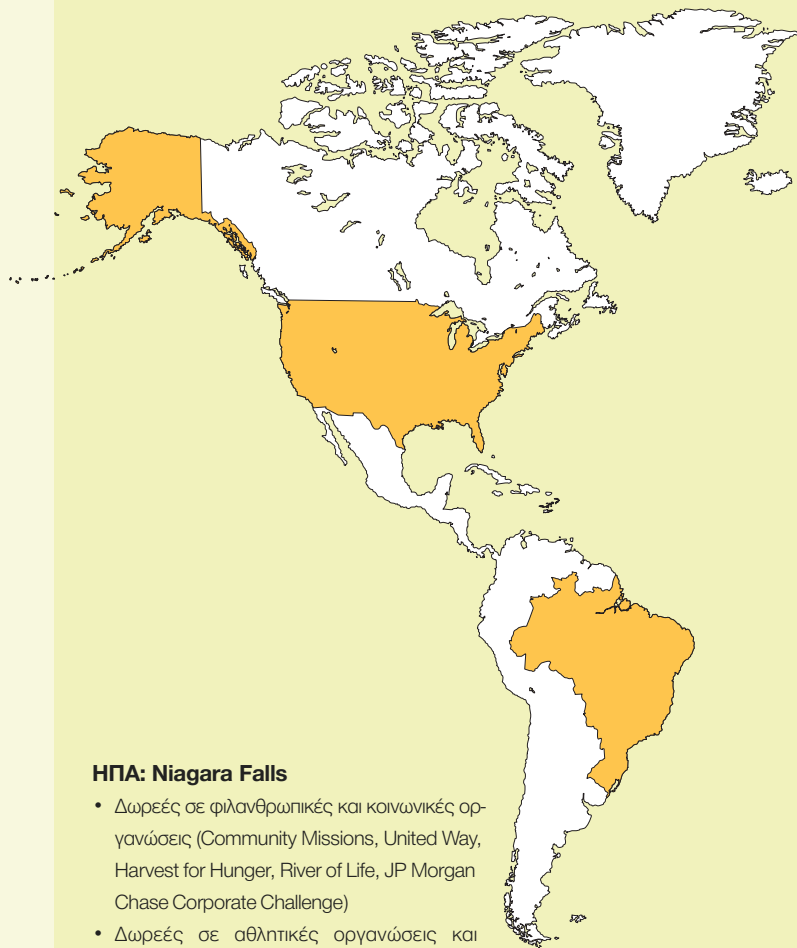 ΗΠΑ: Niagara Falls
• Δωρεές σε φιλανθρωπικές και κοινωνικές ορ-
γανώσεις (Community Missions, United Way,
Harvest for Hunger, River of Life, JP Morgan
Chase Corporate Challenge)
• Δωρεές σε αθλητικές οργανώσεις και